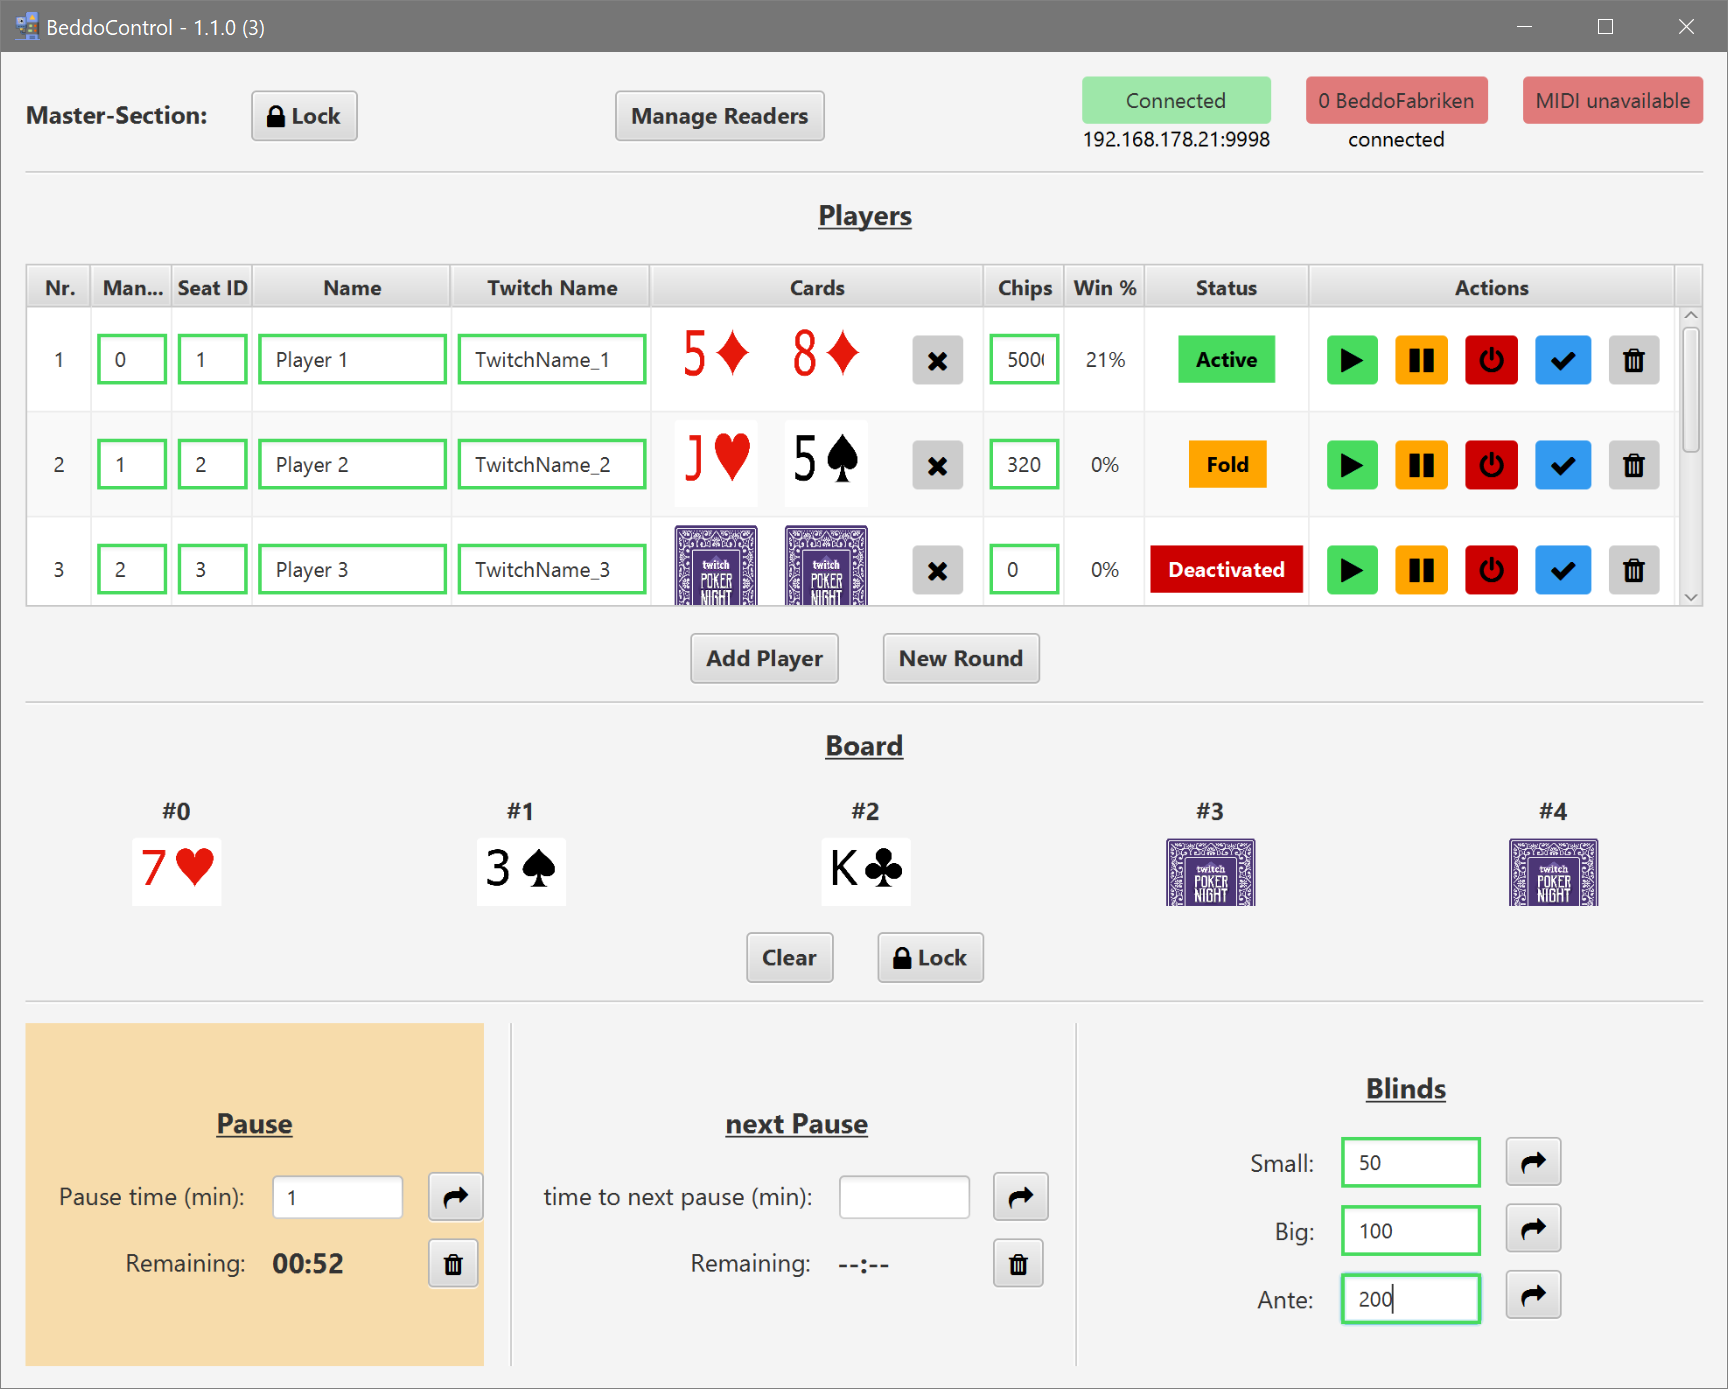 BeddoControl - 1.1.0 (3)
Master-Section:
Lock
Manage Readers
Connected
0 BeddoFabriken
MIDI unavailable
192.168.178.21:9998
connected
Players
Nr. Man... Seat ID Name Twitch Name Cards Chips Win % Status Actions
1 0 1 Player 1 TwitchName_1 5♦ 8♦ 500 21% Active
2 1 2 Player 2 TwitchName_2 J♥ 5♠ 320 0% Fold
3 2 3 Player 3 TwitchName_3 0 0% Deactivated
twitch twitch
POKER POKER
NIGHT NIGHT
Add Player New Round
Board
#0 #1 #2 #3 #4
7♥ 3♠ K♣
twitch twitch
POKER POKER
NIGHT NIGHT
Clear Lock
Pause
Pause time (min): 1
Remaining: 00:52
next Pause
time to next pause (min):
Remaining: --:--
Blinds
Small: 50
Big: 100
Ante: 200